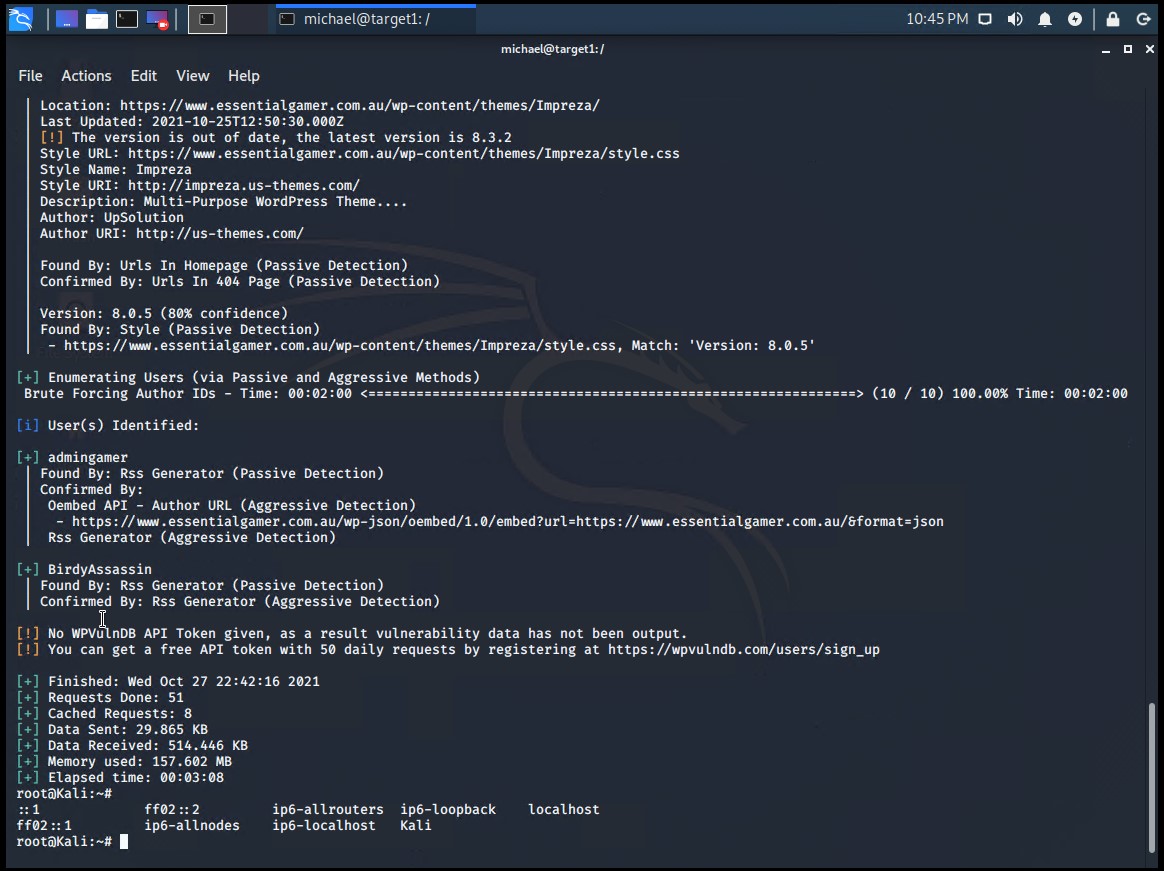 michael@target1: /
10:45 PM
michael@target1: /
File Actions Edit View Help
Location: https://www.essentialgamer.com.au/wp-content/themes/Impreza/
Last Updated: 2021-10-25T12:50:30.000Z
[!] The version is out of date, the latest version is 8.3.2
Style URL: https://www.essentialgamer.com.au/wp-content/themes/Impreza/style.css
Style Name: Impreza
Style URI: http://impreza.us-themes.com/
Description: Multi-Purpose WordPress Theme....
Author: UpSolution
Author URI: http://us-themes.com/
Found By: Urls In Homepage (Passive Detection)
Confirmed By: Urls In 404 Page (Passive Detection)
Version: 8.0.5 (80% confidence)
Found By: Style (Passive Detection)
- https://www.essentialgamer.com.au/wp-content/themes/Impreza/style.css, Match: 'Version: 8.0.5'
[+] Enumerating Users (via Passive and Aggressive Methods)
Brute Forcing Author IDs - Time: 00:02:00 <==============================================================> (10 / 10) 100.00% Time: 00:02:00
[i] User(s) Identified:
[+] admingamer
Found By: Rss Generator (Passive Detection)
Confirmed By:
Oembed API - Author URL (Aggressive Detection)
- https://www.essentialgamer.com.au/wp-json/oembed/1.0/embed?url=https://www.essentialgamer.com.au/&format=json
Rss Generator (Aggressive Detection)
[+] BirdyAssassin
Found By: Rss Generator (Passive Detection)
Confirmed By: Rss Generator (Aggressive Detection)
[!] No WPVulnDB API Token given, as a result vulnerability data has not been output.
[!] You can get a free API token with 50 daily requests by registering at https://wpvulndb.com/users/sign_up
[+] Finished: Wed Oct 27 22:42:16 2021
[+] Requests Done: 51
[+] Cached Requests: 8
[+] Data Sent: 29.865 KB
[+] Data Received: 514.446 KB
[+] Memory used: 157.602 MB
[+] Elapsed time: 00:03:08
root@Kali:~#
::1 ff02::2 ip6-allrouters ip6-loopback localhost
ff02::1 ip6-allnodes ip6-localhost Kali
root@Kali:~#